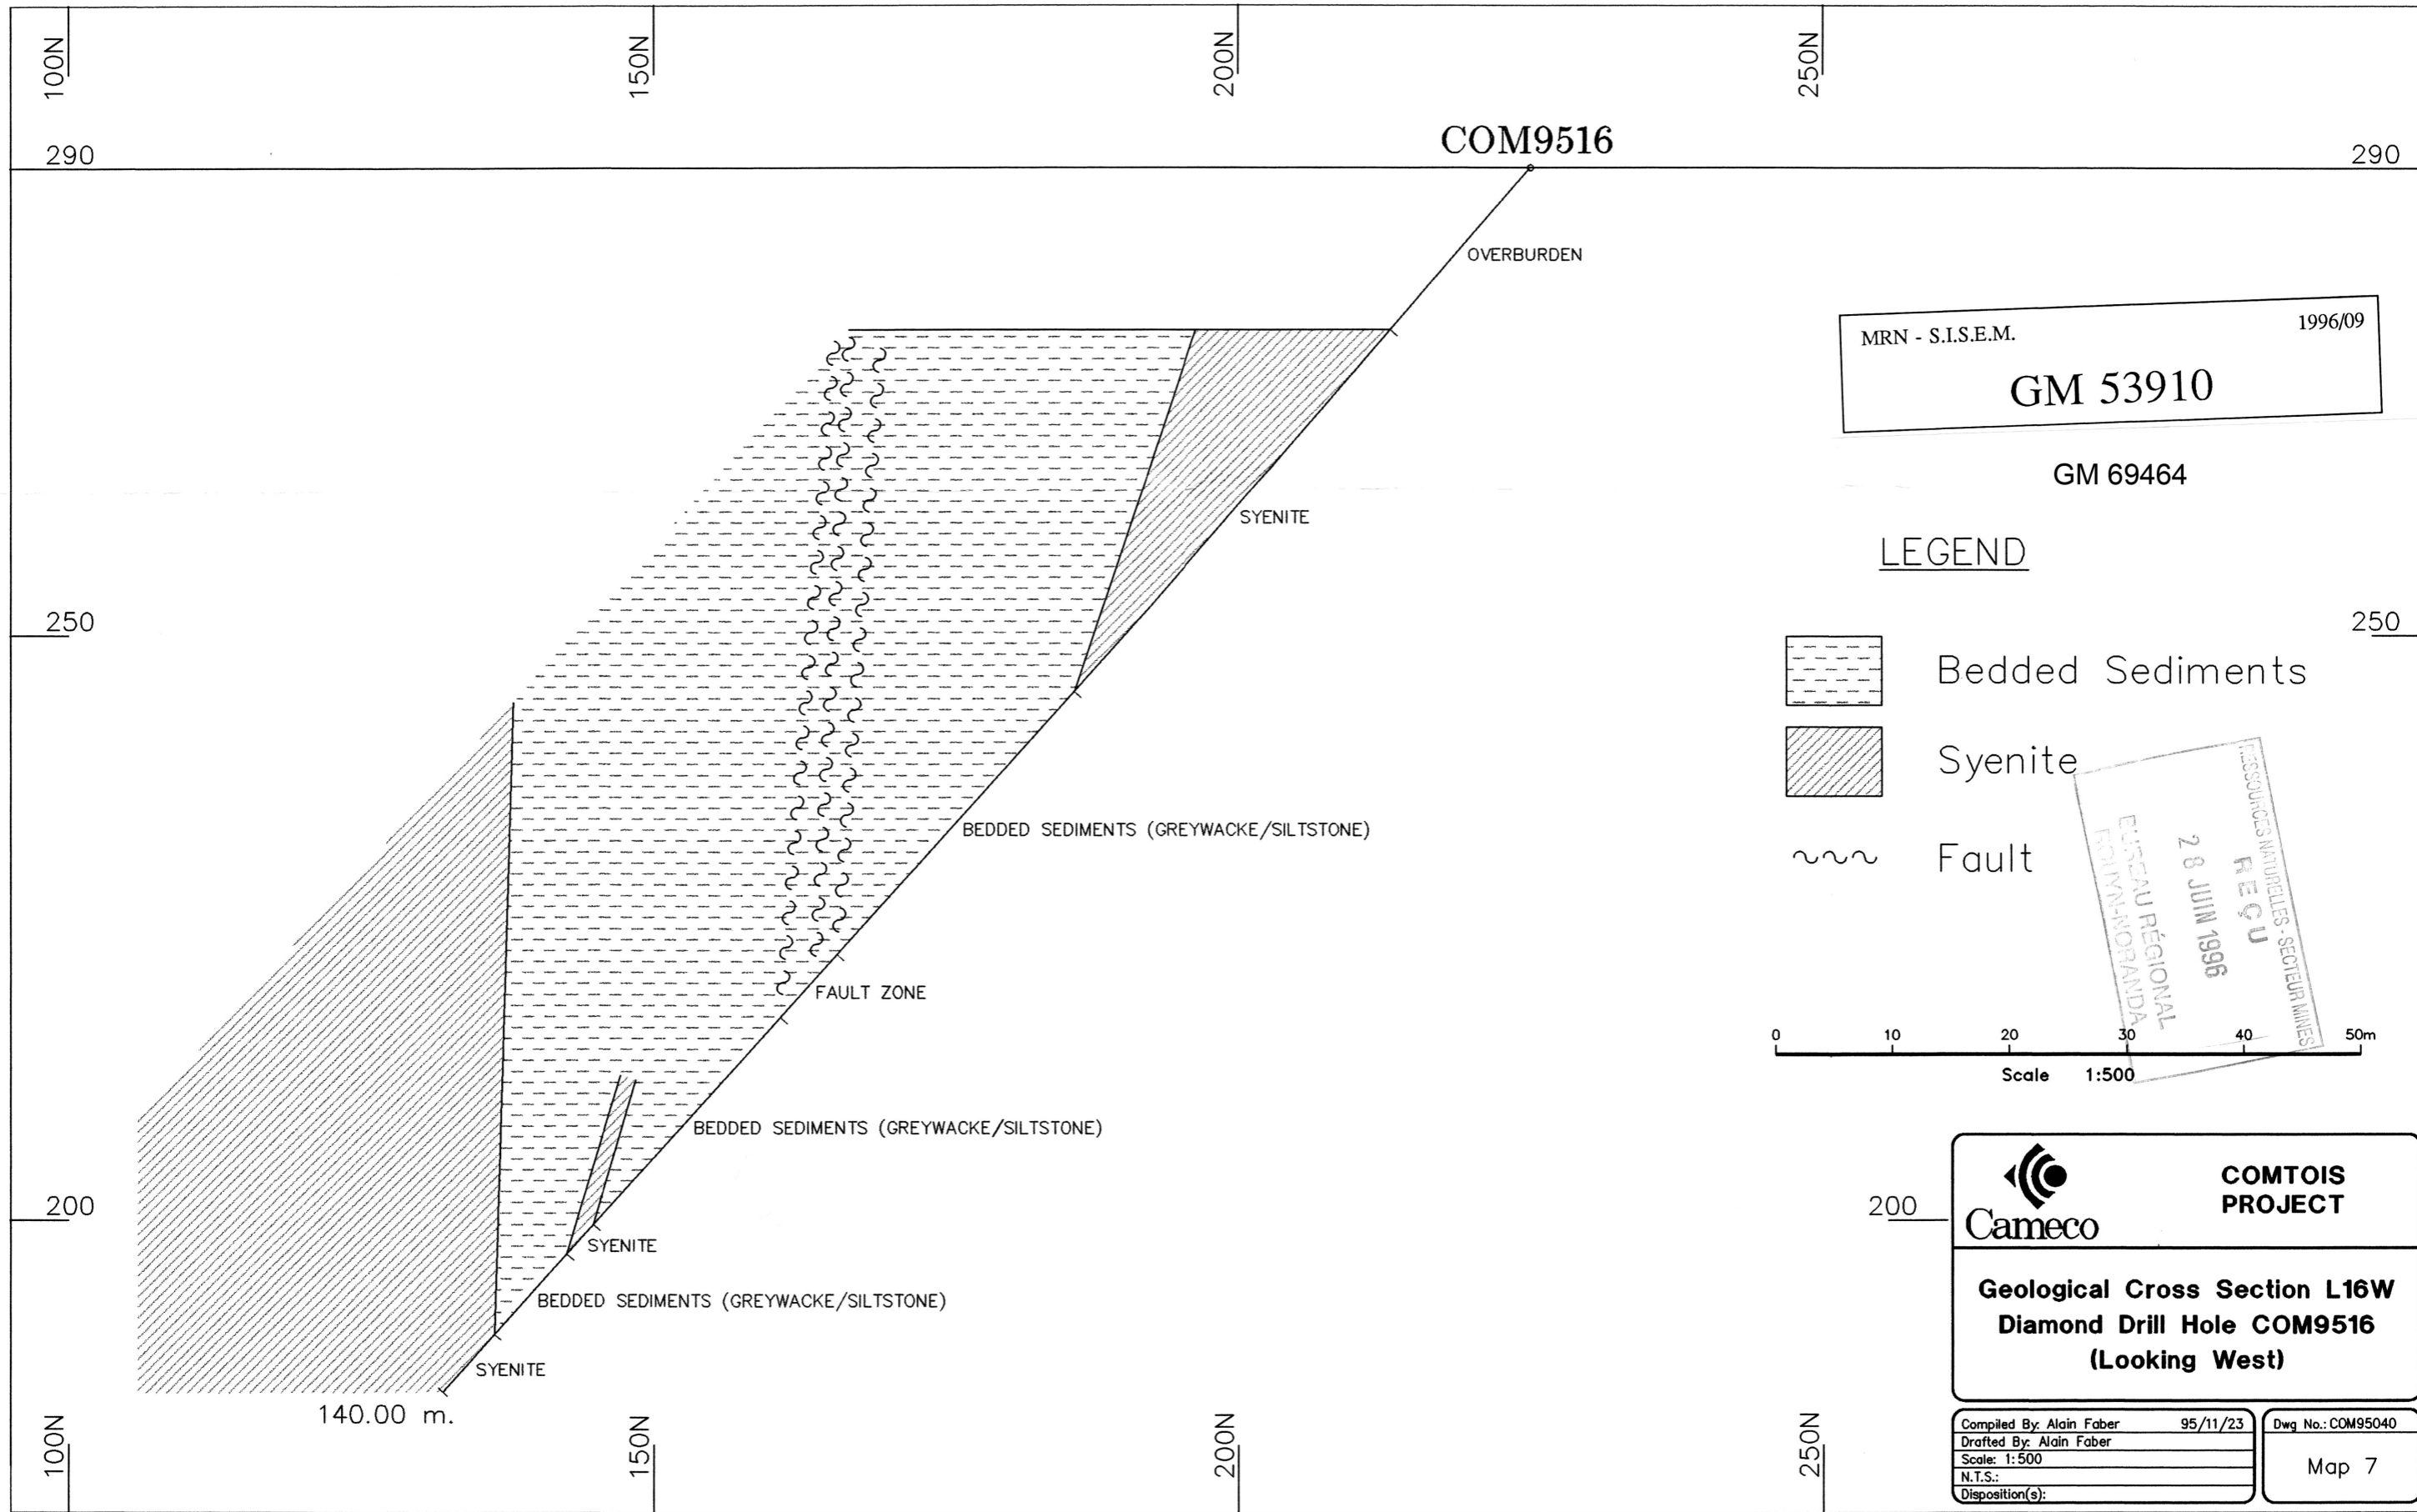 100N
150N
200N
250N
COM9516
290
290
OVERBURDEN
MRN - S.I.S.E.M.
1996/09
GM 53910
GM 69464
SYENITE
LEGEND
250
250
Bedded Sediments
Syenite
Fault
BEDDED SEDIMENTS (GREYWACKE/SILTSTONE)
RESSOURCES NATURELLES - SECTEUR MINES
REÇU
28 JUIN 1996
BUREAU RÉGIONAL
ROUYN-NORANDA
FAULT ZONE
0 10 20 30 40 50m
Scale 1:500
BEDDED SEDIMENTS (GREYWACKE/SILTSTONE)
200
200
Cameco
COMTOIS
PROJECT
SYENITE
BEDDED SEDIMENTS (GREYWACKE/SILTSTONE)
Geological Cross Section L16W
Diamond Drill Hole COM9516
(Looking West)
SYENITE
140.00 m.
100N
150N
200N
250N
Compiled By: Alain Faber 95/11/23
Drafted By: Alain Faber
Scale: 1:500
N.T.S.:
Disposition(s):
Dwg No.: COM95040
Map 7